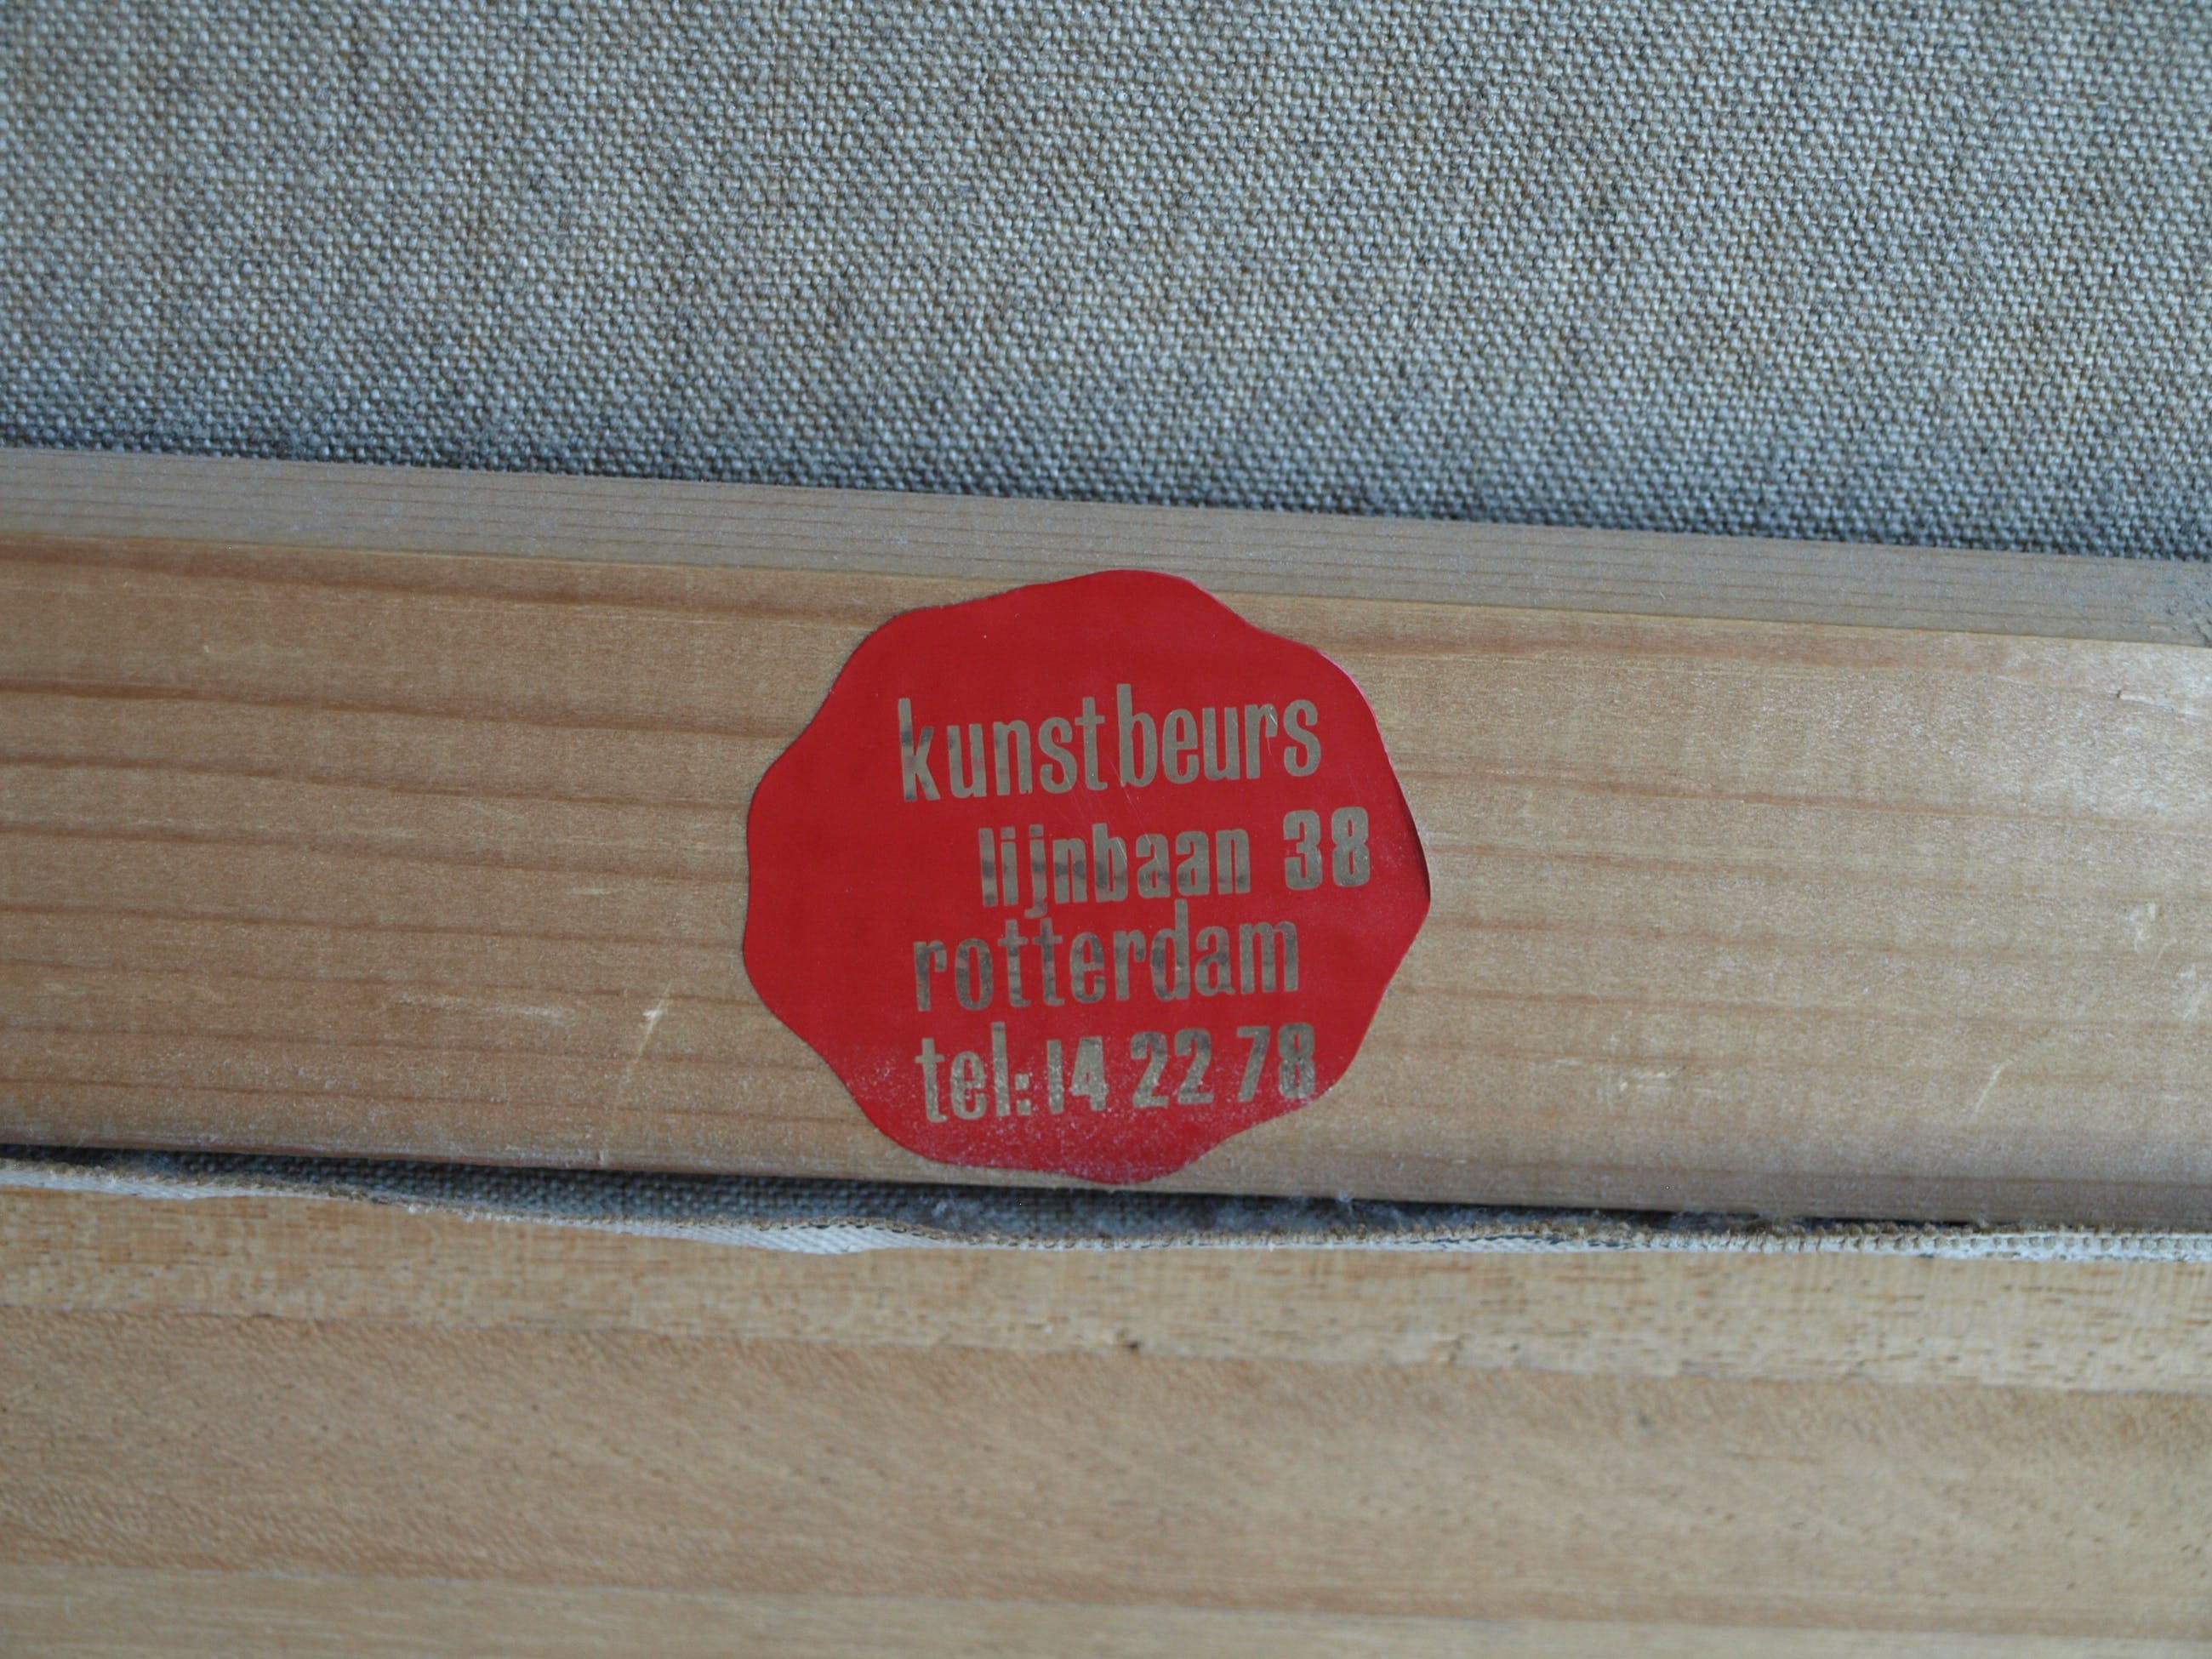 kunstbeurs
lijnbaan 38
rotterdam
tel: 14 22 78